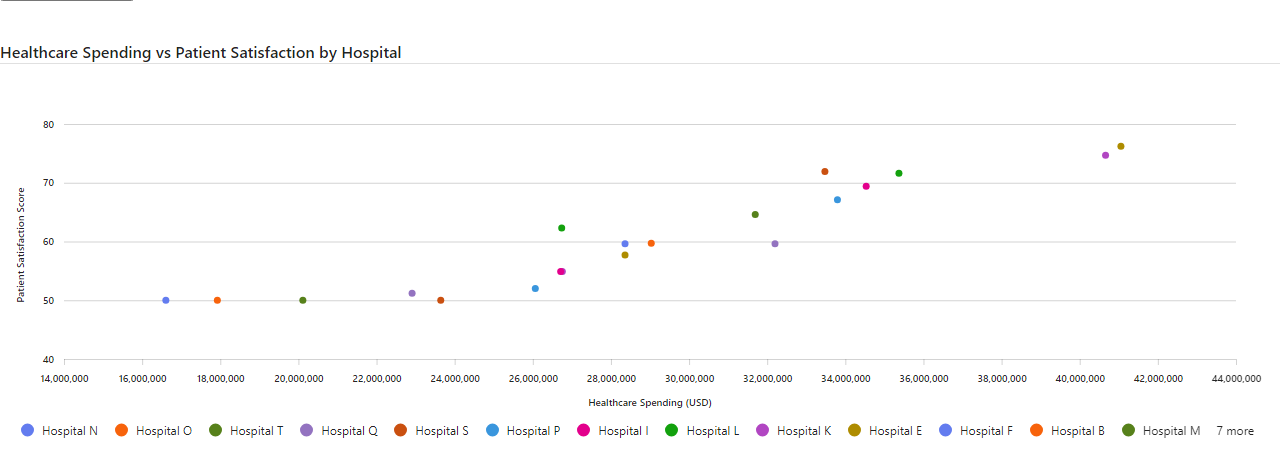 Healthcare Spending vs Patient Satisfaction by Hospital
80
70
60
50
40
Patient Satisfaction Score
14,000,000 16,000,000 18,000,000 20,000,000 22,000,000 24,000,000 26,000,000 28,000,000 30,000,000 32,000,000 34,000,000 36,000,000 38,000,000 40,000,000 42,000,000 44,000,000
Healthcare Spending (USD)
Hospital N Hospital O Hospital T Hospital Q Hospital S Hospital P Hospital I Hospital L Hospital K Hospital E Hospital F Hospital B Hospital M 7 more